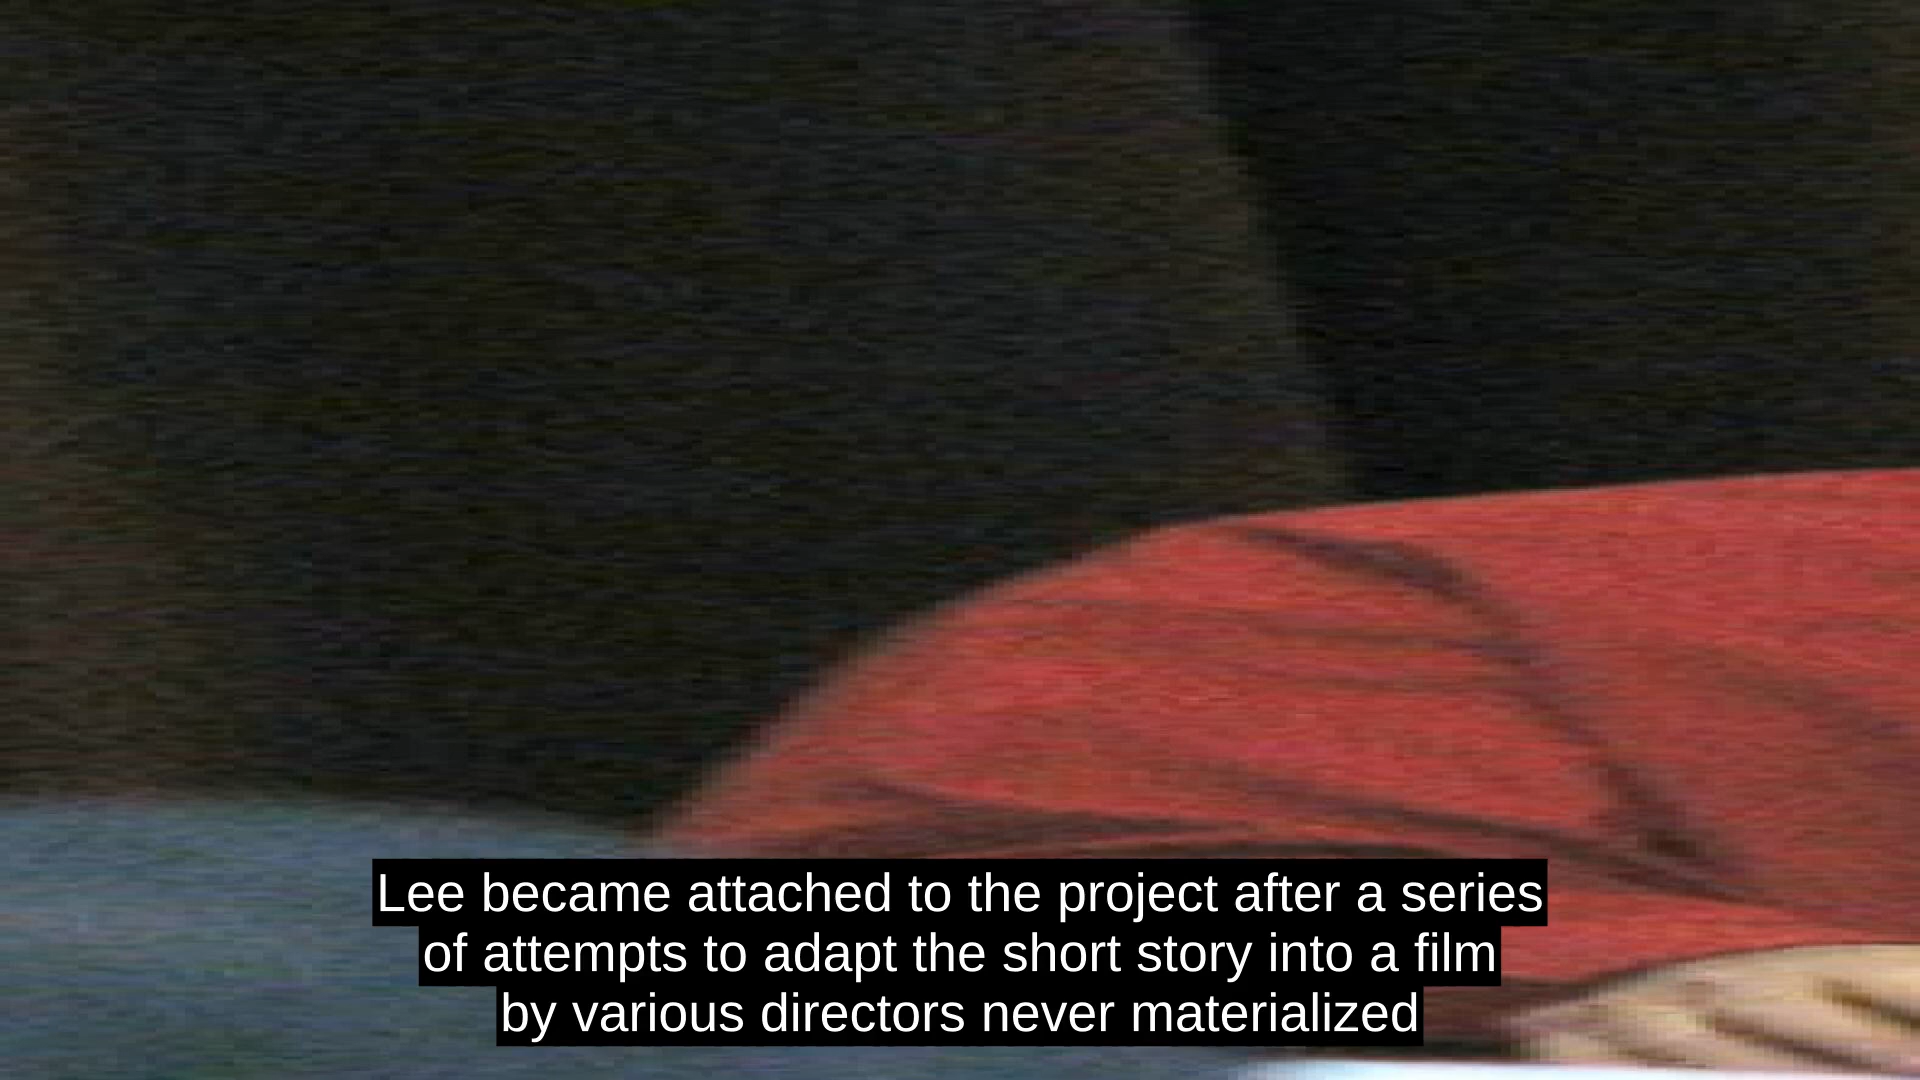 Lee became attached to the project after a series
of attempts to adapt the short story into a film
by various directors never materialized